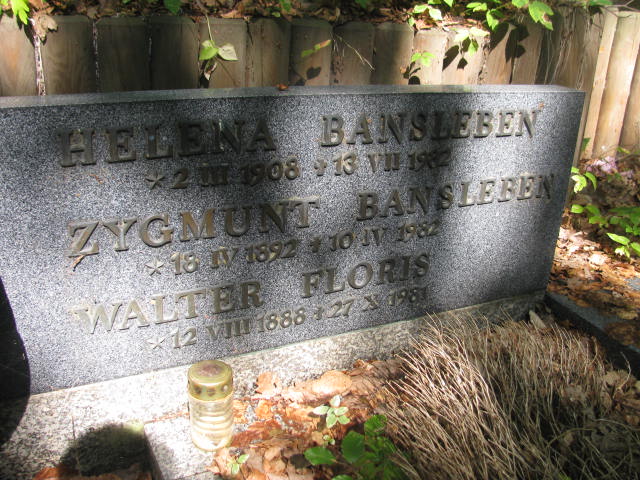 HELENA BANSLEBEN
* 2 III 1908 + 13 VII 1982
ZYGMUNT BANSLEBEN
* 18 IV 1892 + 10 IV 1982
WALTER FLORIS
* 12 VIII 1888 + 27 X 1981